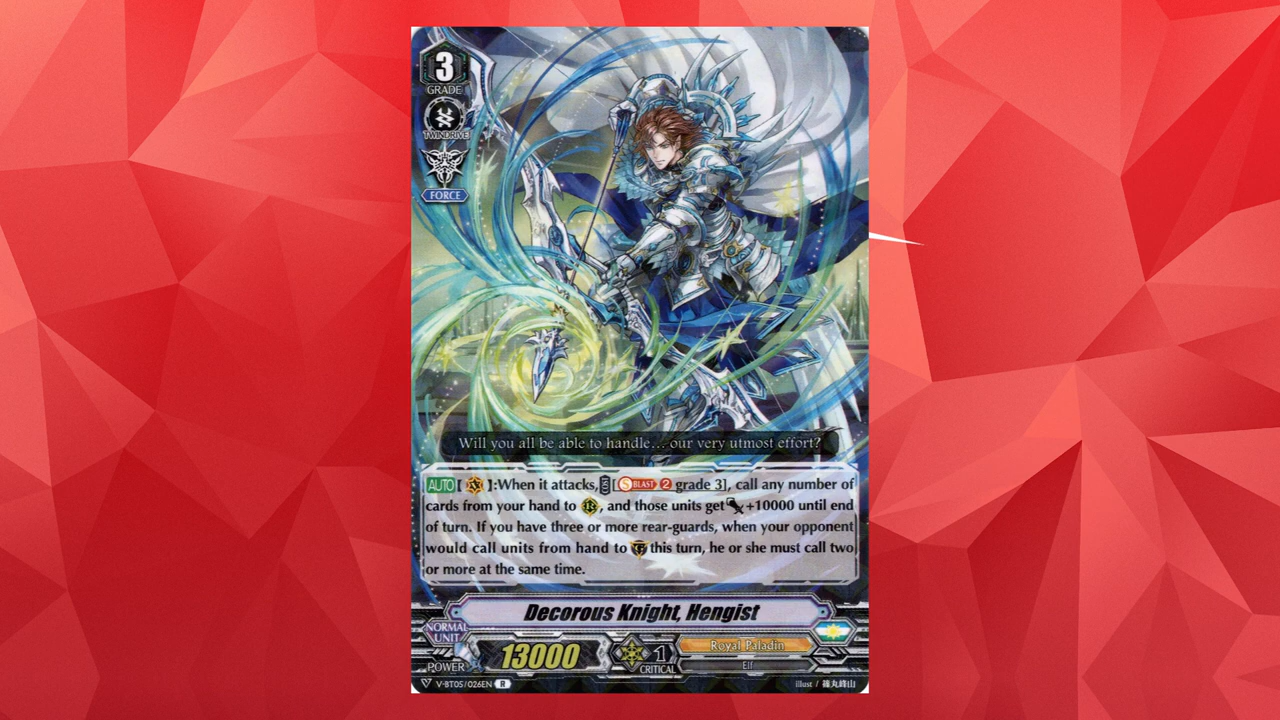 3
GRADE
TWINDRIVE
FORCE
Will you all be able to handle... our very utmost effort?
AUTO [ V ]:When it attacks, COST [SBLAST 2 grade 3], call any number of
cards from your hand to R, and those units get +10000 until end
of turn. If you have three or more rear-guards, when your opponent
would call units from hand to G this turn, he or she must call two
or more at the same time.
Decorous Knight, Hengist
NORMAL
UNIT
POWER 13000
1
CRITICAL
Royal Paladin
Elf
V-BT05/026EN R
illust / 篠丸峰山